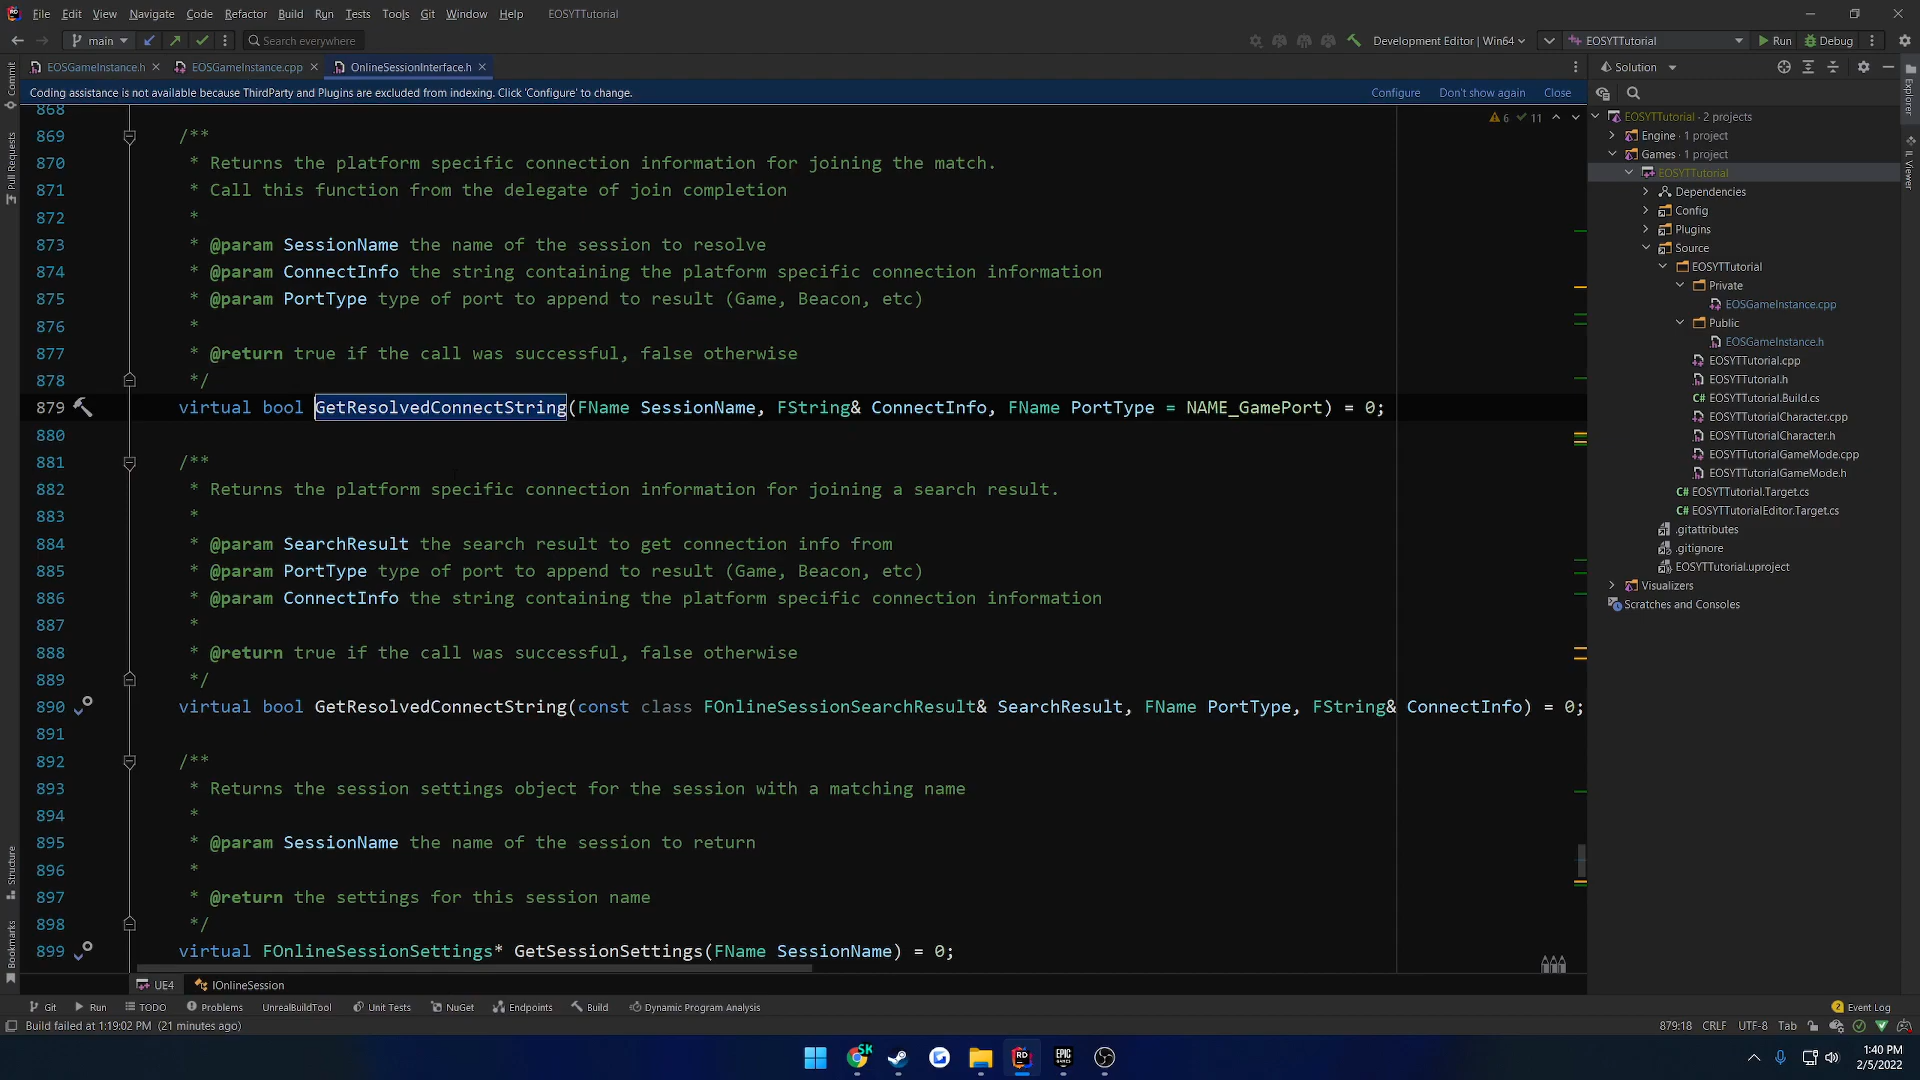 File Edit View Navigate Code Refactor Build Run Tests Tools Git Window Help EOSYTTutorial
main Search everywhere Development Editor | Win64 EOSYTTutorial Run Debug
EOSGameInstance.h EOSGameInstance.cpp OnlineSessionInterface.h Solution
Coding assistance is not available because ThirdParty and Plugins are excluded from indexing. Click 'Configure' to change. Configure Don't show again Close
6 11
868
869 /**
870 * Returns the platform specific connection information for joining the match.
871 * Call this function from the delegate of join completion
872 *
873 * @param SessionName the name of the session to resolve
874 * @param ConnectInfo the string containing the platform specific connection information
875 * @param PortType type of port to append to result (Game, Beacon, etc)
876 *
877 * @return true if the call was successful, false otherwise
878 */
879 virtual bool GetResolvedConnectString(FName SessionName, FString& ConnectInfo, FName PortType = NAME_GamePort) = 0;
880
881 /**
882 * Returns the platform specific connection information for joining a search result.
883 *
884 * @param SearchResult the search result to get connection info from
885 * @param PortType type of port to append to result (Game, Beacon, etc)
886 * @param ConnectInfo the string containing the platform specific connection information
887 *
888 * @return true if the call was successful, false otherwise
889 */
890 virtual bool GetResolvedConnectString(const class FOnlineSessionSearchResult& SearchResult, FName PortType, FString& ConnectInfo) = 0;
891
892 /**
893 * Returns the session settings object for the session with a matching name
894 *
895 * @param SessionName the name of the session to return
896 *
897 * @return the settings for this session name
898 */
899 virtual FOnlineSessionSettings* GetSessionSettings(FName SessionName) = 0;
EOSYTTutorial · 2 projects
Engine · 1 project
Games · 1 project
EOSYTTutorial
Dependencies
Config
Plugins
Source
EOSYTTutorial
Private
EOSGameInstance.cpp
Public
EOSGameInstance.h
EOSYTTutorial.cpp
EOSYTTutorial.h
EOSYTTutorial.Build.cs
EOSYTTutorialCharacter.cpp
EOSYTTutorialCharacter.h
EOSYTTutorialGameMode.cpp
EOSYTTutorialGameMode.h
C# EOSYTTutorial.Target.cs
C# EOSYTTutorialEditor.Target.cs
.gitattributes
.gitignore
EOSYTTutorial.uproject
Visualizers
Scratches and Consoles
Commit
Pull Requests
Structure
Bookmarks
Explorer
IL Viewer
UE4 IOnlineSession
Git Run TODO Problems UnrealBuildTool Unit Tests NuGet Endpoints Build Dynamic Program Analysis 2 Event Log
Build failed at 1:19:02 PM (21 minutes ago) 879:18 CRLF UTF-8 Tab
SK RD EPIC GAMES
1:40 PM
2/5/2022